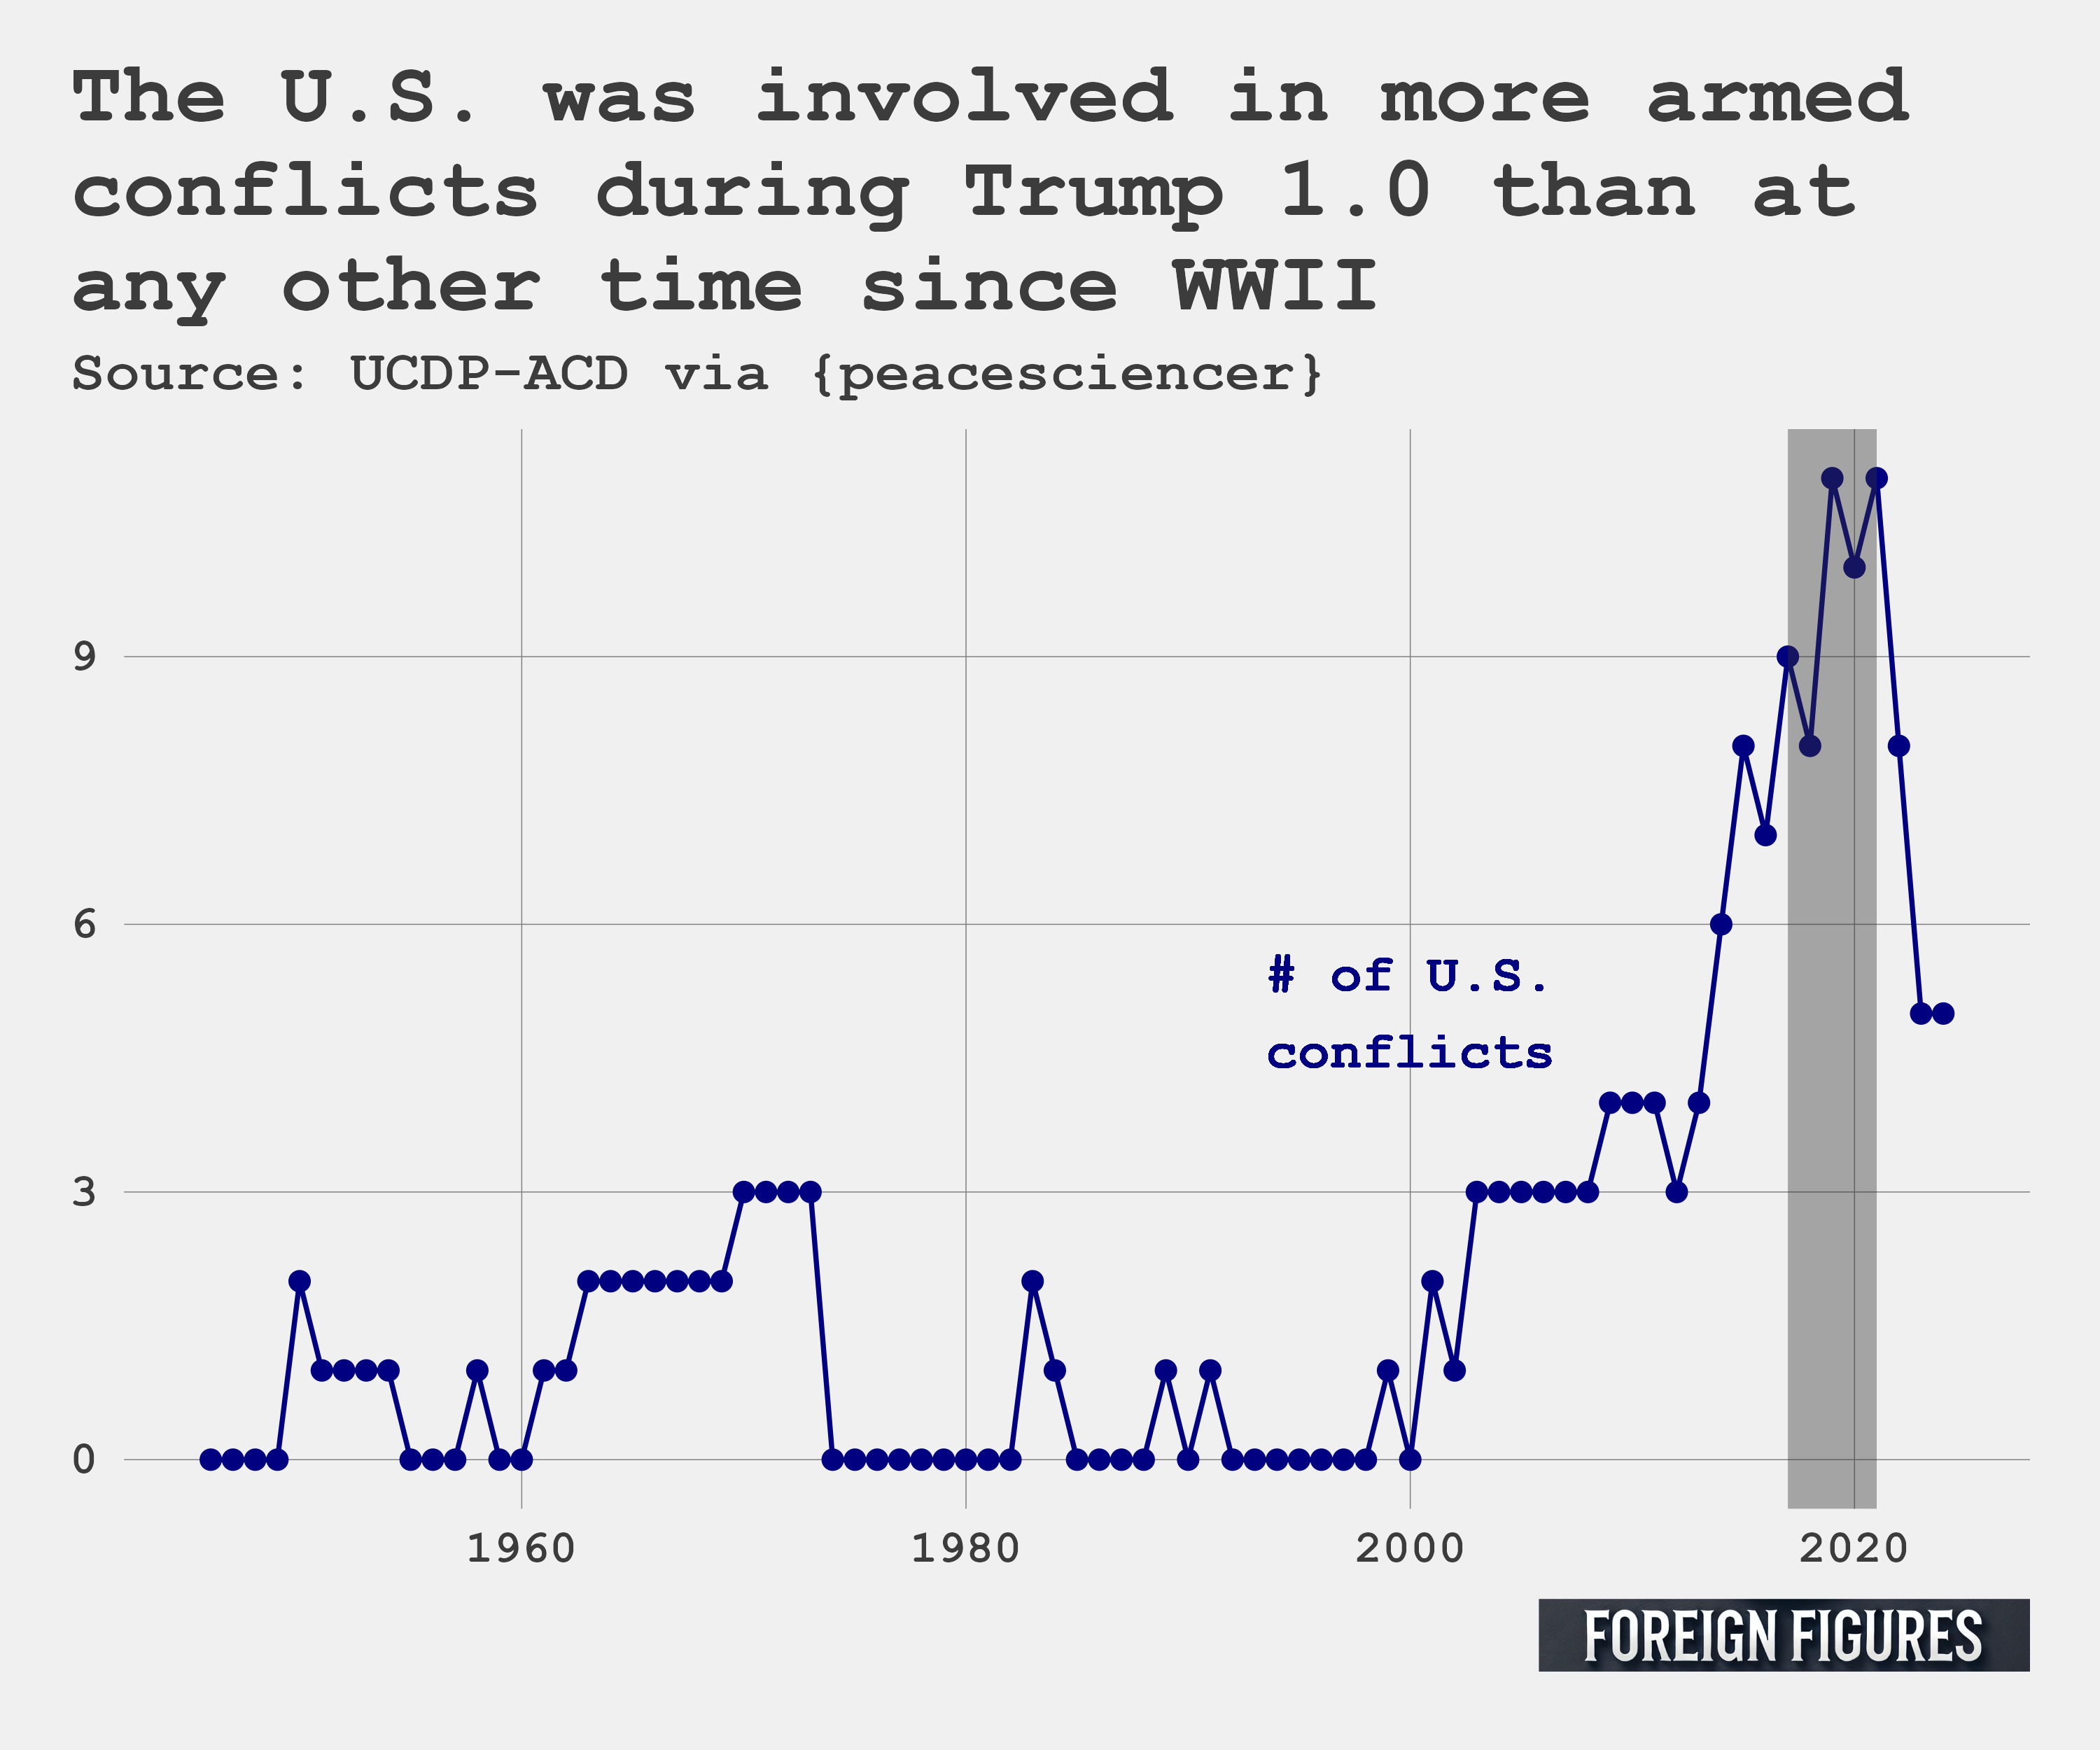 The U.S. was involved in more armed
conflicts during Trump 1.0 than at
any other time since WWII
Source: UCDP-ACD via {peacesciencer}
9
6
# of U.S.
conflicts
3
0
1960 1980 2000 2020
FOREIGN FIGURES